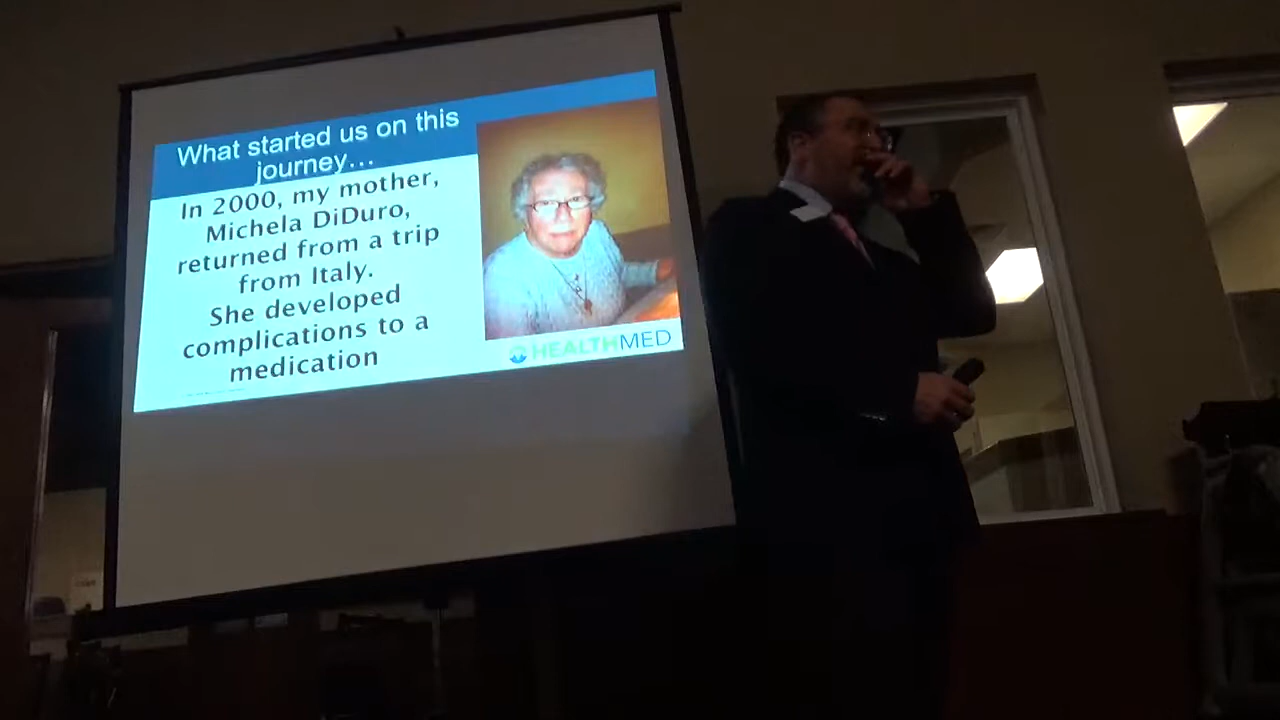 What started us on this
journey...
In 2000, my mother,
Michela DiDuro,
returned from a trip
from Italy.
She developed
complications to a
medication
HEALTHMED